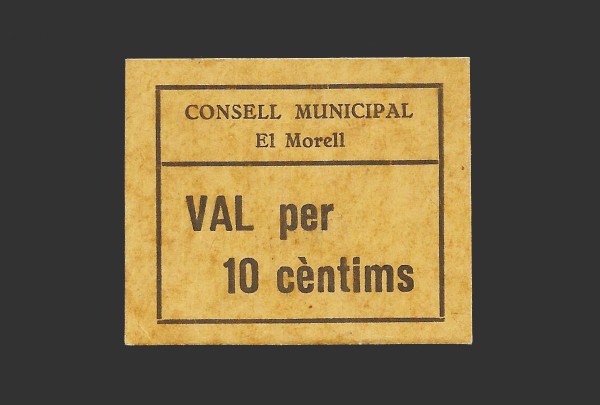 CONSELL MUNICIPAL
El Morell
VAL per
10 cèntims